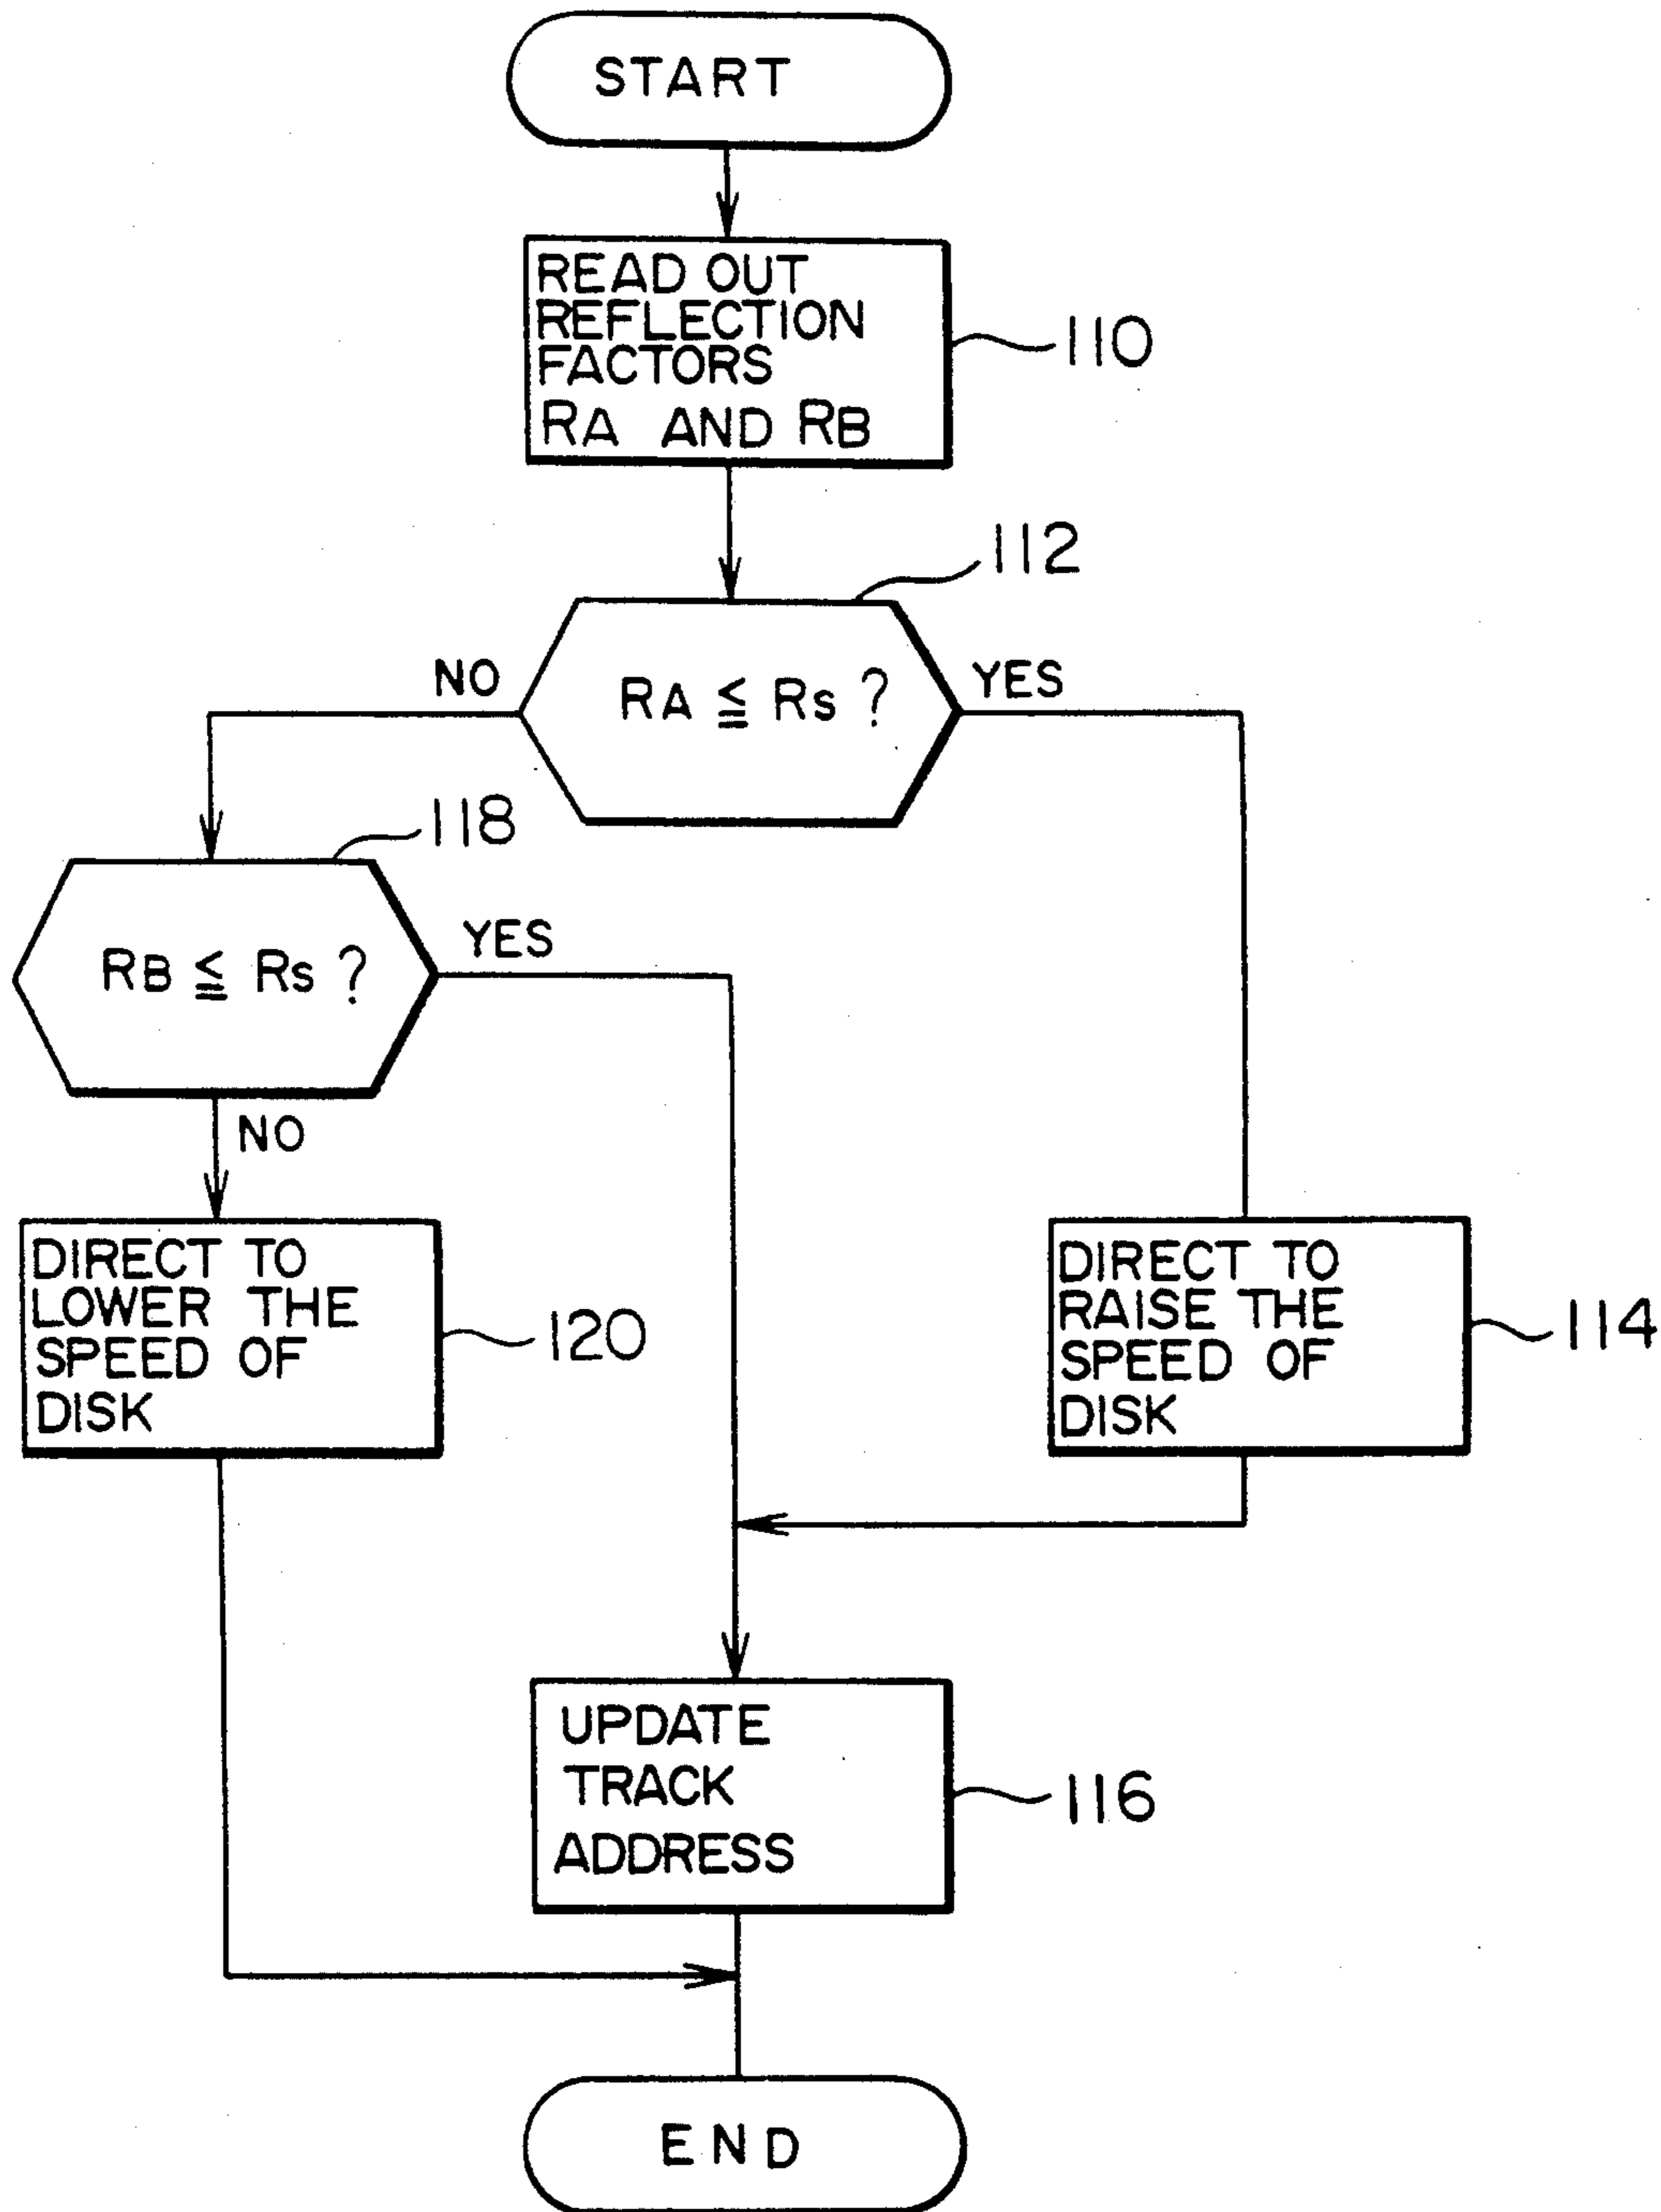 START
READ OUT
REFLECTION
FACTORS
RA AND RB
110
112
NO
RA ≦ Rs ?
YES
118
RB ≦ Rs ?
YES
NO
DIRECT TO
LOWER THE
SPEED OF
DISK
120
DIRECT TO
RAISE THE
SPEED OF
DISK
114
UPDATE
TRACK
ADDRESS
116
END